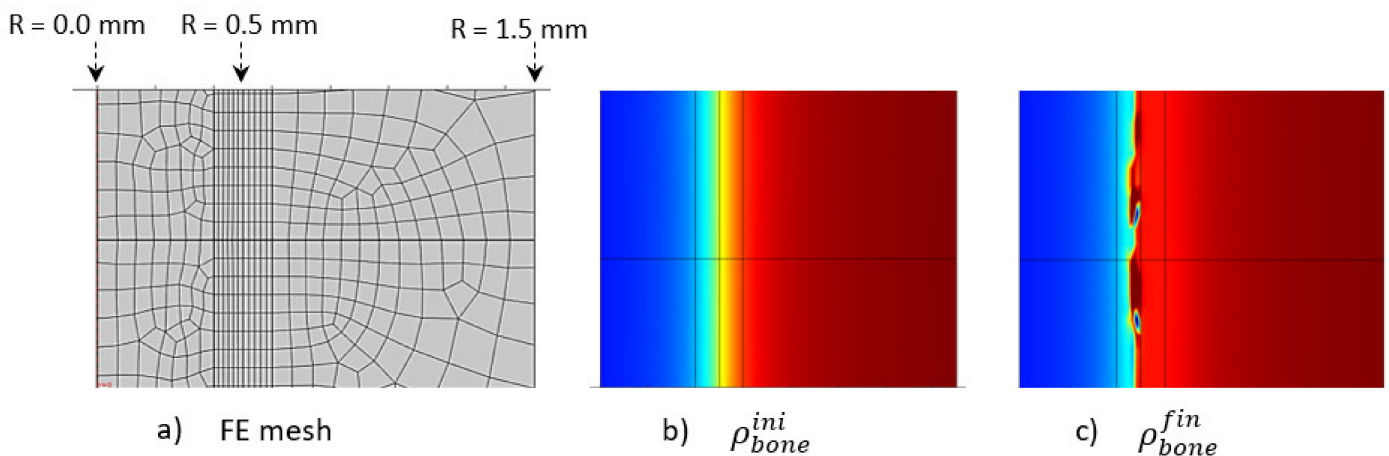 R = 0.0 mm R = 0.5 mm R = 1.5 mm
a) FE mesh b) ρ_bone^ini c) ρ_bone^fin